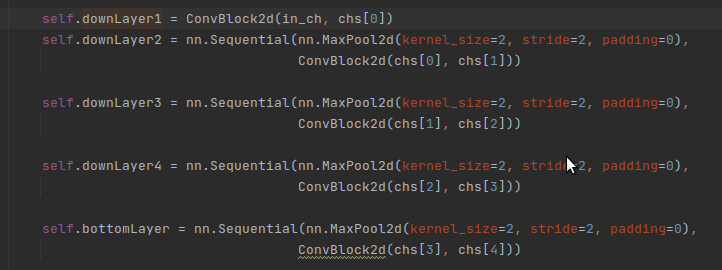 self.downLayer1 = ConvBlock2d(in_ch, chs[0])
self.downLayer2 = nn.Sequential(nn.MaxPool2d(kernel_size=2, stride=2, padding=0),
ConvBlock2d(chs[0], chs[1]))
self.downLayer3 = nn.Sequential(nn.MaxPool2d(kernel_size=2, stride=2, padding=0),
ConvBlock2d(chs[1], chs[2]))
self.downLayer4 = nn.Sequential(nn.MaxPool2d(kernel_size=2, stride=2, padding=0),
ConvBlock2d(chs[2], chs[3]))
self.bottomLayer = nn.Sequential(nn.MaxPool2d(kernel_size=2, stride=2, padding=0),
ConvBlock2d(chs[3], chs[4]))